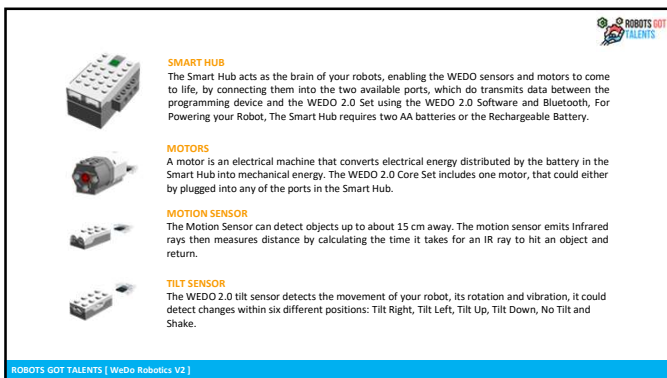 ROBOTS GOT
TALENTS
SMART HUB
The Smart Hub acts as the brain of your robots, enabling the WEDO sensors and motors to come
to life, by connecting them into the two available ports, which do transmits data between the
programming device and the WEDO 2.0 Set using the WEDO 2.0 Software and Bluetooth, For
Powering your Robot, The Smart Hub requires two AA batteries or the Rechargeable Battery.
MOTORS
A motor is an electrical machine that converts electrical energy distributed by the battery in the
Smart Hub into mechanical energy. The WEDO 2.0 Core Set includes one motor, that could either
by plugged into any of the ports in the Smart Hub.
MOTION SENSOR
The Motion Sensor can detect objects up to about 15 cm away. The motion sensor emits Infrared
rays then measures distance by calculating the time it takes for an IR ray to hit an object and
return.
TILT SENSOR
The WEDO 2.0 tilt sensor detects the movement of your robot, its rotation and vibration, it could
detect changes within six different positions: Tilt Right, Tilt Left, Tilt Up, Tilt Down, No Tilt and
Shake.
ROBOTS GOT TALENTS [ WeDo Robotics V2 ]